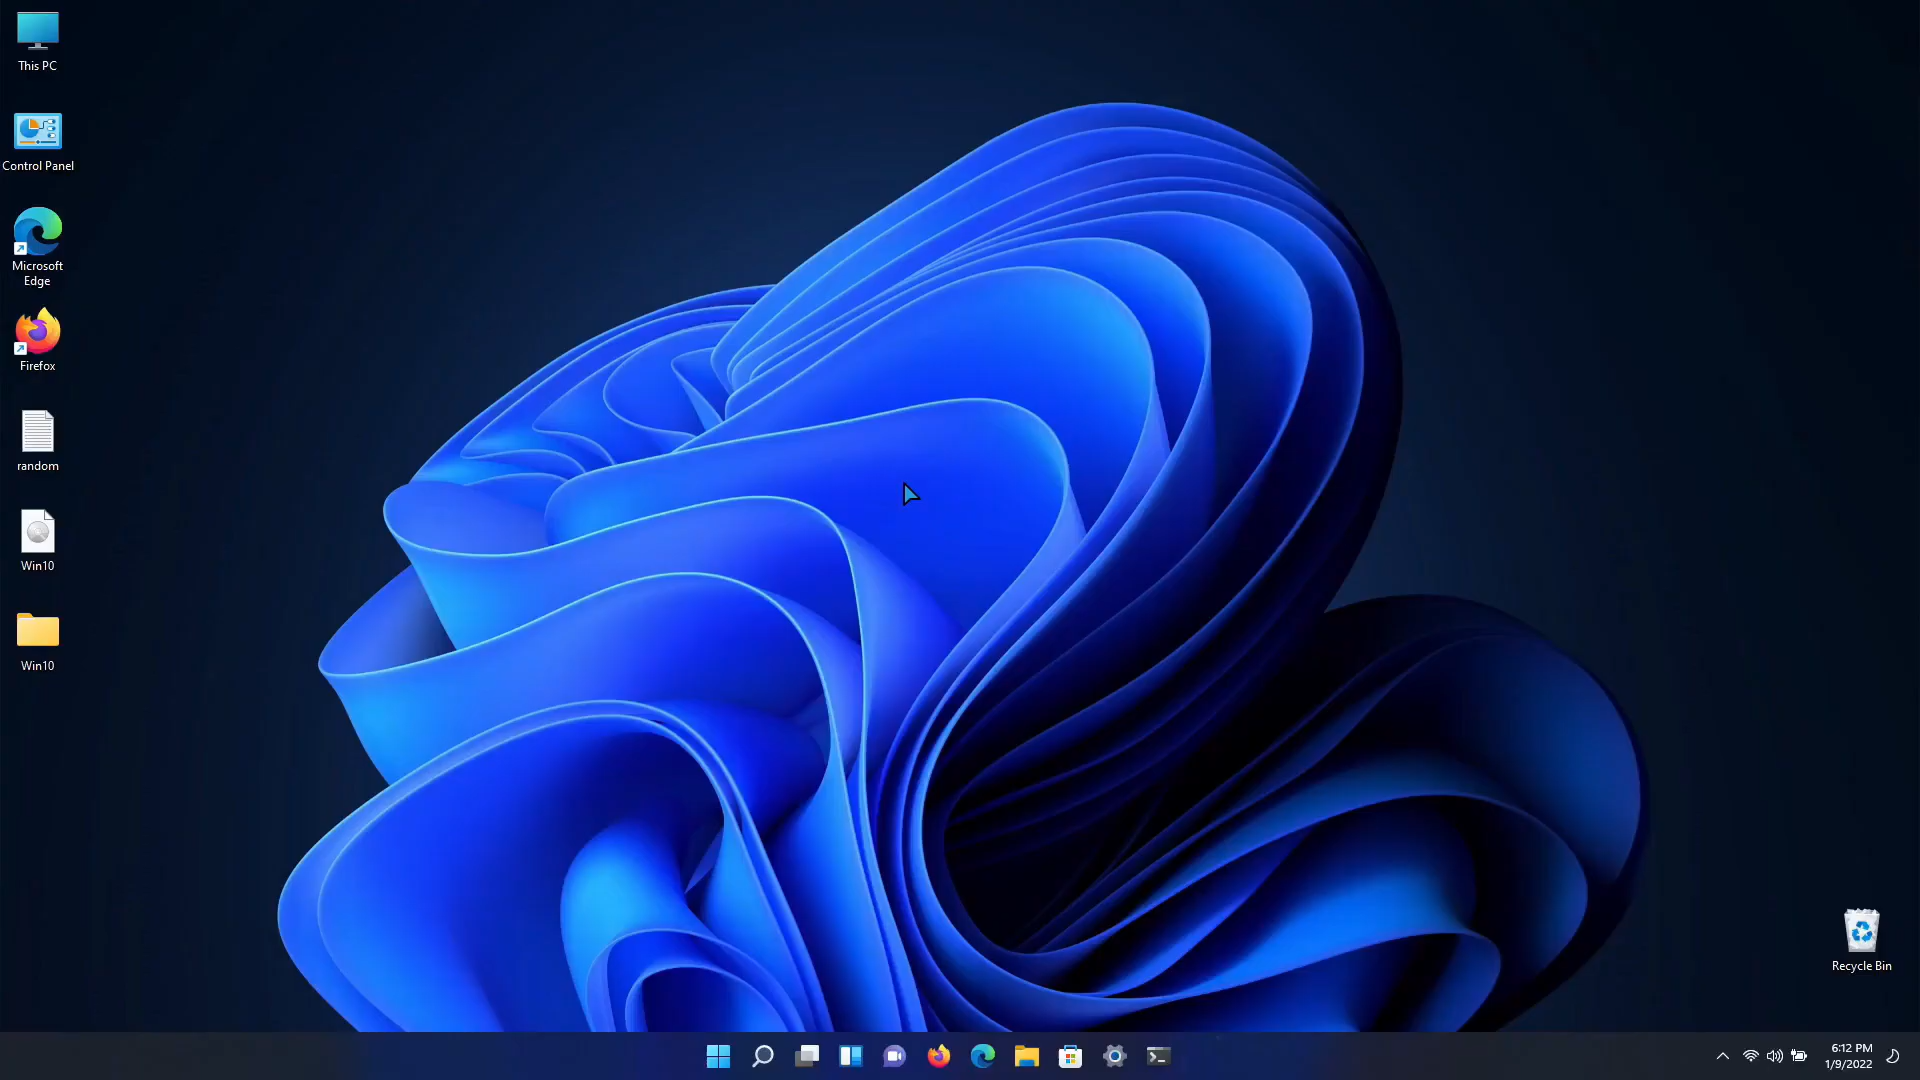 This PC
Control Panel
Microsoft
Edge
Firefox
random
Win10
Win10
Recycle Bin
6:12 PM
1/9/2022